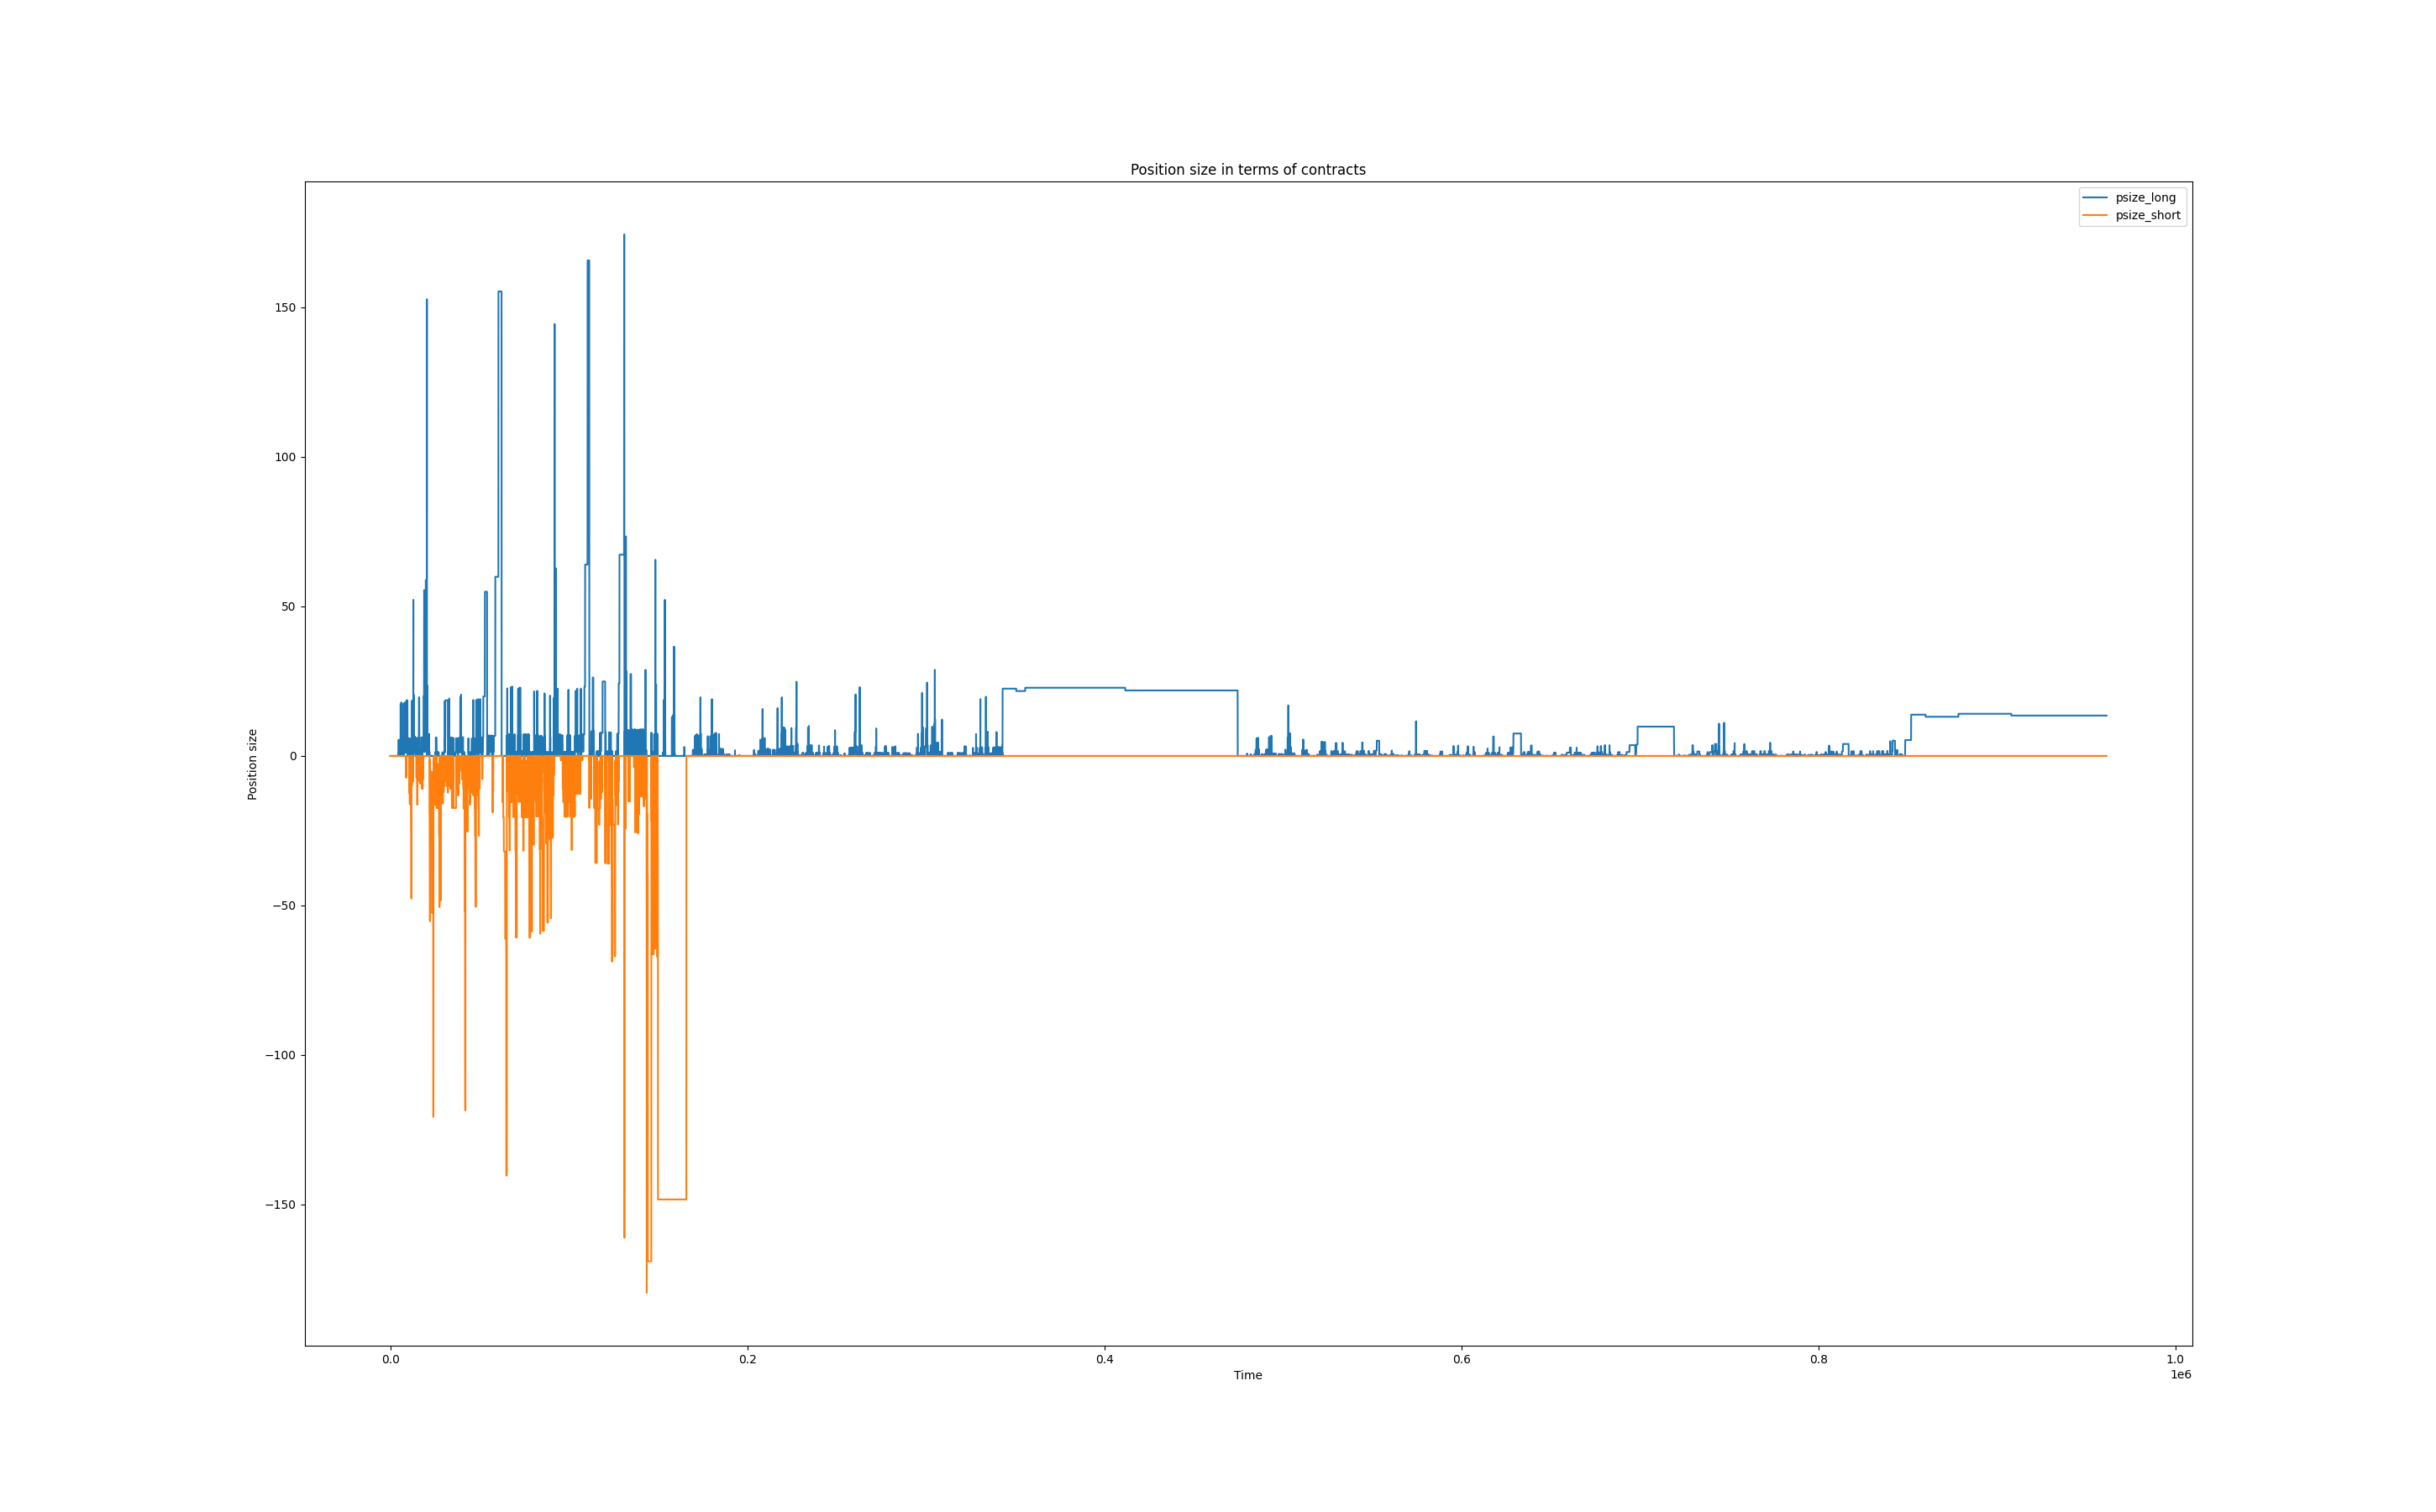 Position size in terms of contracts
psize_long
psize_short
Position size
150
100
50
0
−50
−100
−150
0.0 0.2 0.4 0.6 0.8 1.0
Time
1e6